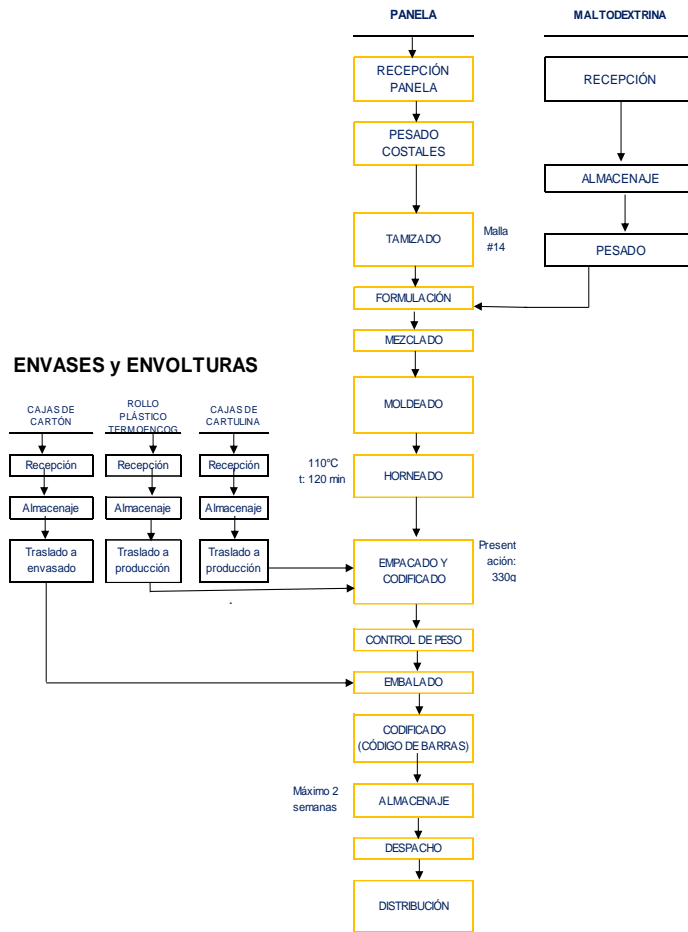 PANELA
MALTODEXTRINA
RECEPCIÓN
PANELA
RECEPCIÓN
PESADO
COSTALES
ALMACENAJE
TAMIZADO
Malla
#14
PESADO
FORMULACIÓN
MEZCLADO
ENVASES y ENVOLTURAS
MOLDEADO
CAJAS DE
CARTÓN
ROLLO
PLÁSTICO
TERMOENCOG
CAJAS DE
CARTULINA
Recepción
Recepción
Recepción
110°C
t: 120 min
HORNEADO
Almacenaje
Almacenaje
Almacenaje
Traslado a
envasado
Traslado a
producción
Traslado a
producción
EMPACADO Y
CODIFICADO
Present
ación:
330g
CONTROL DE PESO
EMBALADO
CODIFICADO
(CÓDIGO DE BARRAS)
Máximo 2
semanas
ALMACENAJE
DESPACHO
DISTRIBUCIÓN